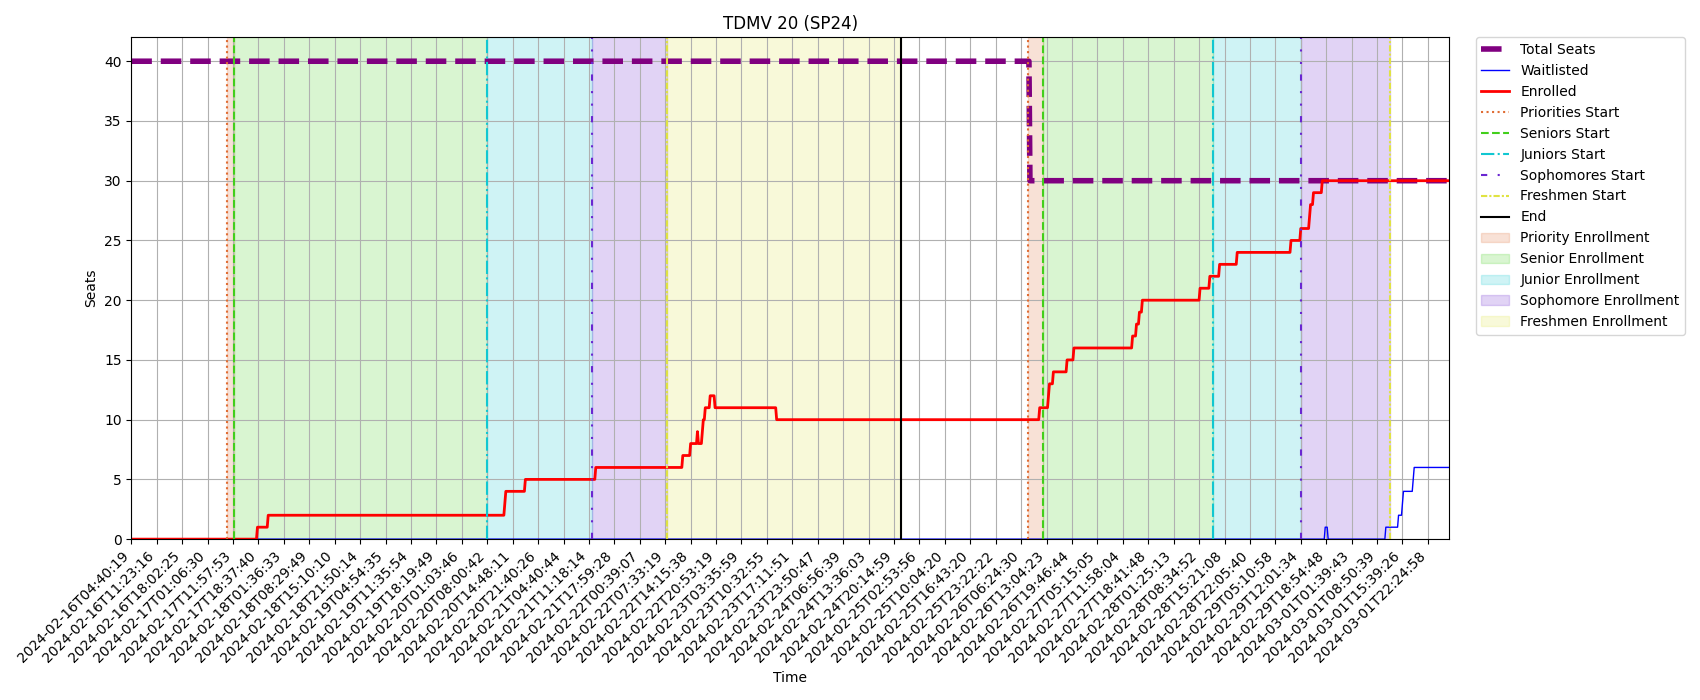 TDMV 20 (SP24)
Seats
40
35
30
25
20
15
10
5
0
2024-02-16T04:40:19
2024-02-16T11:23:16
2024-02-16T18:02:25
2024-02-17T01:06:30
2024-02-17T11:57:53
2024-02-17T18:37:40
2024-02-18T01:36:33
2024-02-18T08:29:49
2024-02-18T15:10:10
2024-02-18T21:50:14
2024-02-19T04:54:35
2024-02-19T11:35:54
2024-02-19T18:19:49
2024-02-20T01:03:46
2024-02-20T08:00:42
2024-02-20T14:48:11
2024-02-20T21:40:26
2024-02-21T04:40:44
2024-02-21T11:18:14
2024-02-21T17:59:28
2024-02-22T00:39:07
2024-02-22T07:33:19
2024-02-22T14:15:38
2024-02-22T20:53:19
2024-02-23T03:35:59
2024-02-23T10:32:55
2024-02-23T17:11:51
2024-02-23T23:50:47
2024-02-24T06:56:39
2024-02-24T13:36:03
2024-02-24T20:14:59
2024-02-25T02:53:56
2024-02-25T10:04:20
2024-02-25T16:43:20
2024-02-25T23:22:22
2024-02-26T06:24:30
2024-02-26T13:04:23
2024-02-26T19:46:44
2024-02-27T05:15:05
2024-02-27T11:58:04
2024-02-27T18:41:48
2024-02-28T01:25:13
2024-02-28T08:34:52
2024-02-28T15:21:08
2024-02-28T22:05:40
2024-02-29T05:10:58
2024-02-29T12:01:34
2024-02-29T18:54:48
2024-03-01T01:39:43
2024-03-01T08:50:39
2024-03-01T15:39:26
2024-03-01T22:24:58
Time
Total Seats
Waitlisted
Enrolled
Priorities Start
Seniors Start
Juniors Start
Sophomores Start
Freshmen Start
End
Priority Enrollment
Senior Enrollment
Junior Enrollment
Sophomore Enrollment
Freshmen Enrollment